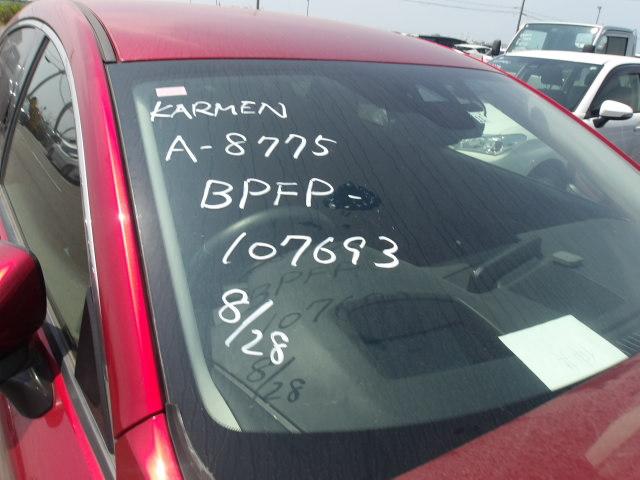 KARMEN
A-8775
BPFP-
107693
8/28